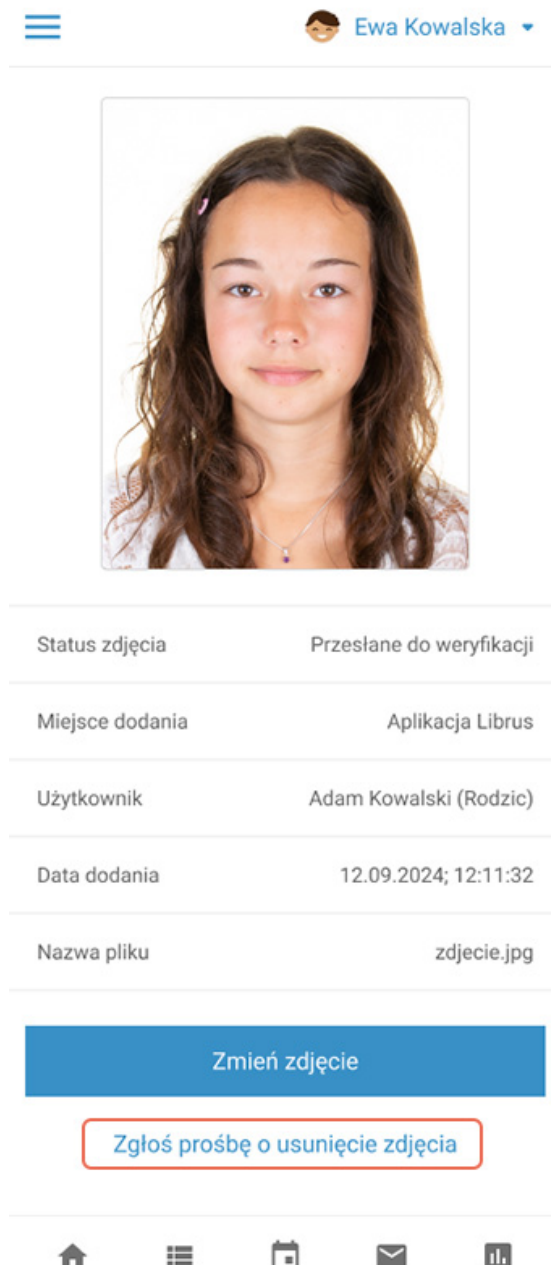 Ewa Kowalska
Status zdjęcia Przesłane do weryfikacji
Miejsce dodania Aplikacja Librus
Użytkownik Adam Kowalski (Rodzic)
Data dodania 12.09.2024; 12:11:32
Nazwa pliku zdjecie.jpg
Zmień zdjęcie
Zgłoś prośbę o usunięcie zdjęcia